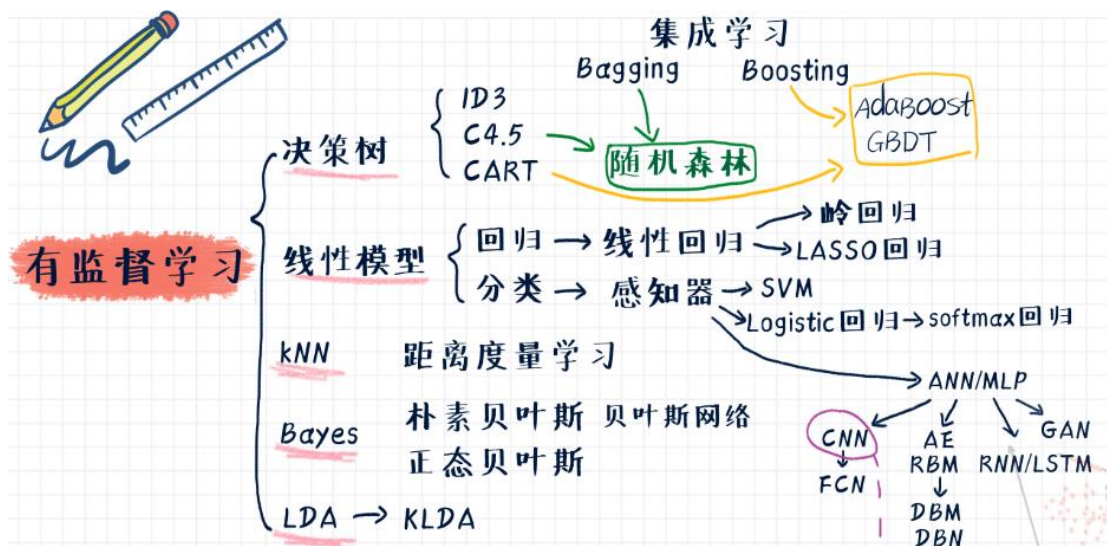 集成学习
Bagging Boosting
ID3
C4.5
CART
AdaBoost
GBDT
决策树
随机森林
有监督学习
线性模型
回归 线性回归
岭回归
LASSO回归
分类 感知器
SVM
Logistic回归 softmax回归
kNN 距离度量学习
ANN/MLP
Bayes
朴素贝叶斯 贝叶斯网络
正态贝叶斯
CNN
FCN
AE
RBM
DBM
DBN
RNN/LSTM
GAN
LDA KLDA